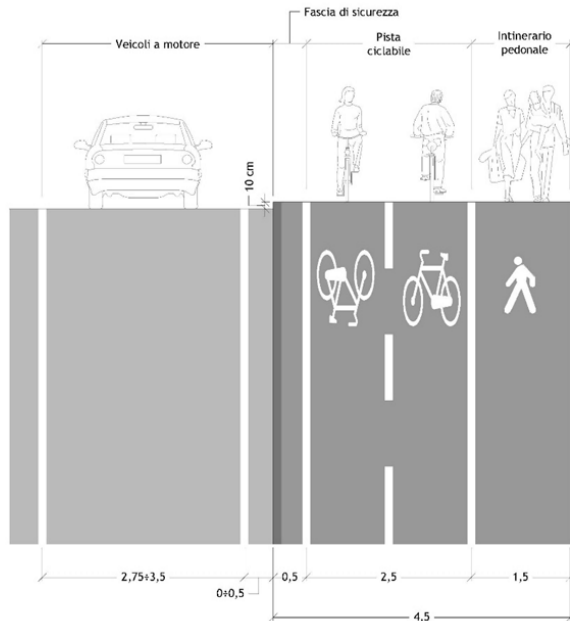 Fascia di sicurezza
Veicoli a motore
Pista
ciclabile
Intinerario
pedonale
10 cm
2,75÷3,5
0÷0,5
0,5
2,5
1,5
4,5